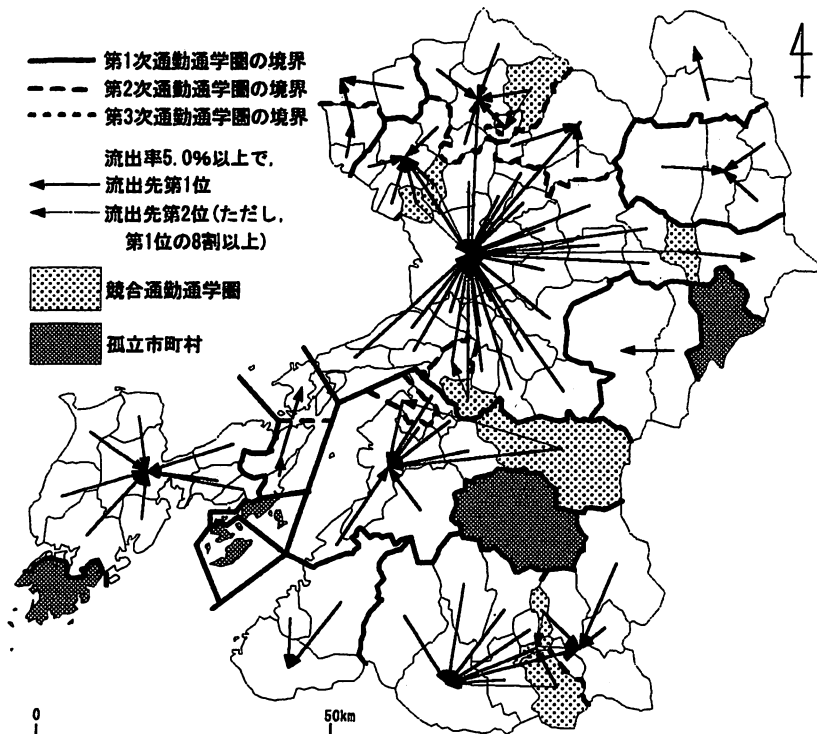 第1次通勤通学圏の境界
第2次通勤通学圏の境界
第3次通勤通学圏の境界
流出率5.0%以上で,
流出先第1位
流出先第2位(ただし,
第1位の8割以上)
競合通勤通学圏
孤立市町村
0 50km